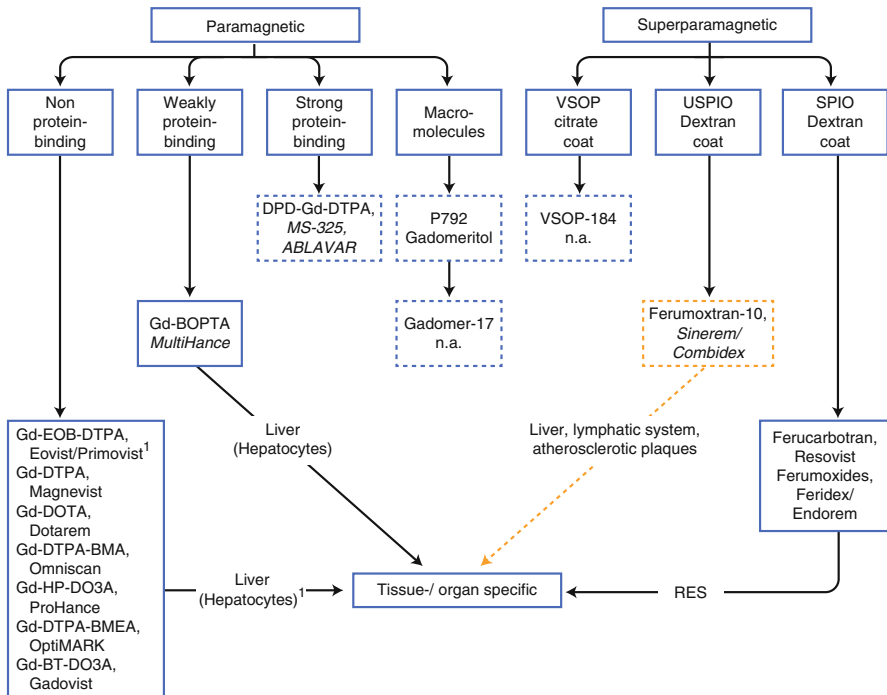 Paramagnetic
Superparamagnetic
Non
protein-
binding
Weakly
protein-
binding
Strong
protein-
binding
Macro-
molecules
VSOP
citrate
coat
USPIO
Dextran
coat
SPIO
Dextran
coat
DPD-Gd-DTPA,
MS-325,
ABLAVAR
P792
Gadomeritol
VSOP-184
n.a.
Gd-BOPTA
MultiHance
Gadomer-17
n.a.
Ferumoxtran-10,
Sinerem/
Combidex
Gd-EOB-DTPA,
Eovist/Primovist1
Gd-DTPA,
Magnevist
Gd-DOTA,
Dotarem
Gd-DTPA-BMA,
Omniscan
Gd-HP-DO3A,
ProHance
Gd-DTPA-BMEA,
OptiMARK
Gd-BT-DO3A,
Gadovist
Liver
(Hepatocytes)
Liver, lymphatic system,
atherosclerotic plaques
Ferucarbotran,
Resovist
Ferumoxides,
Feridex/
Endorem
Liver
(Hepatocytes)1
Tissue-/ organ specific
RES